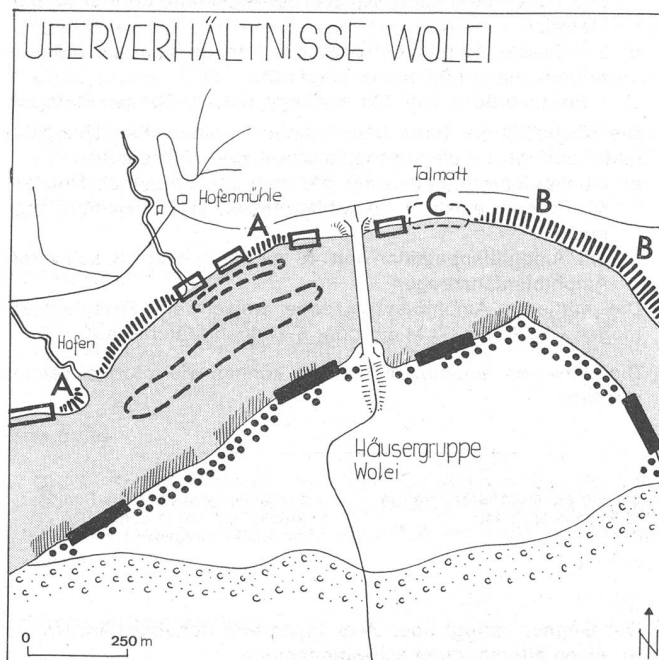 UFERVERHÄLTNISSE WOLEI
Talmatt
Hofenmühle
A
C
B
B
Hofen
A
Häusergruppe
Wolei
0 250 m
N